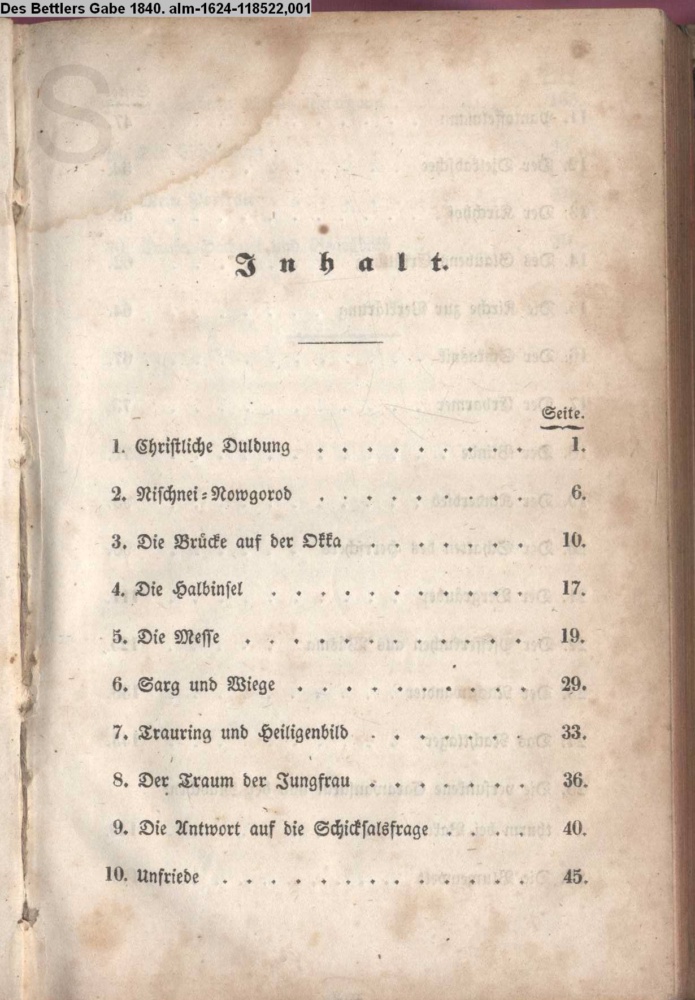 Des Bettlers Gabe 1840. alm-1624-118522,001
S
Inhalt.
Seite.
1. Christliche Duldung . . . . . . . . . 1.
2. Nischnei-Nowgorod . . . . . . . . . 6.
3. Die Brücke auf der Okka . . . . . . . 10.
4. Die Halbinsel . . . . . . . . . . . 17.
5. Die Messe . . . . . . . . . . . . 19.
6. Sarg und Wiege . . . . . . . . . . 29.
7. Trauring und Heiligenbild . . . . . . . 33.
8. Der Traum der Jungfrau . . . . . . . 36.
9. Die Antwort auf die Schicksalsfrage . . . . 40.
10. Unfriede . . . . . . . . . . . . . 45.